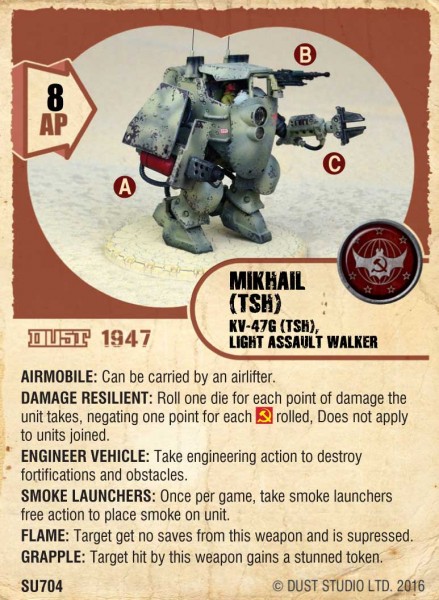 8
AP
B
C
A
MIKHAIL
(TSH)
KV-47G (TSH),
LIGHT ASSAULT WALKER
DUST 1947
AIRMOBILE: Can be carried by an airlifter.
DAMAGE RESILIENT: Roll one die for each point of damage the
unit takes, negating one point for each rolled, Does not apply
to units joined.
ENGINEER VEHICLE: Take engineering action to destroy
fortifications and obstacles.
SMOKE LAUNCHERS: Once per game, take smoke launchers
free action to place smoke on unit.
FLAME: Target get no saves from this weapon and is supressed.
GRAPPLE: Target hit by this weapon gains a stunned token.
SU704
© DUST STUDIO LTD. 2016